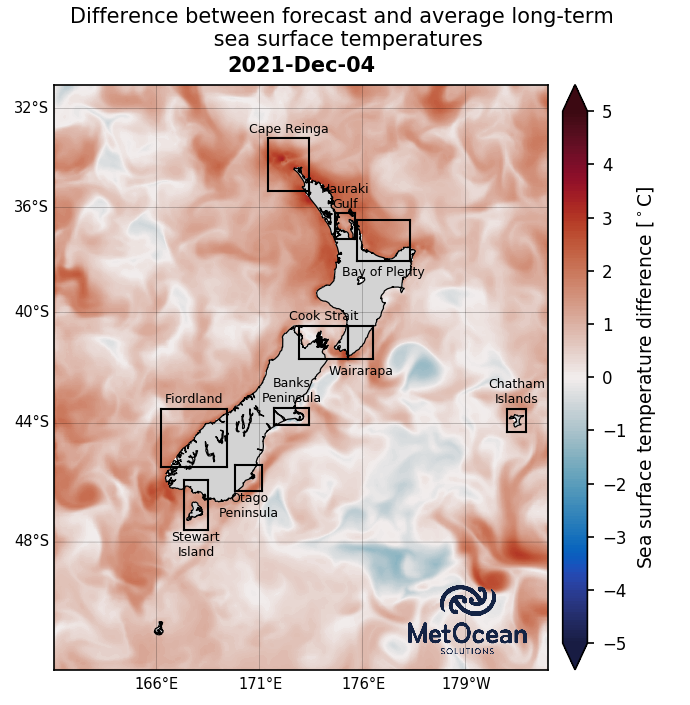 Difference between forecast and average long-term
sea surface temperatures
2021-Dec-04
32°S
36°S
40°S
44°S
48°S
166°E
171°E
176°E
179°W
Cape Reinga
Hauraki
Gulf
Bay of Plenty
Cook Strait
Wairarapa
Banks
Peninsula
Fiordland
Chatham
Islands
Otago
Peninsula
Stewart
Island
MetOcean
SOLUTIONS
5
4
3
2
1
0
−1
−2
−3
−4
−5
Sea surface temperature difference [°C]